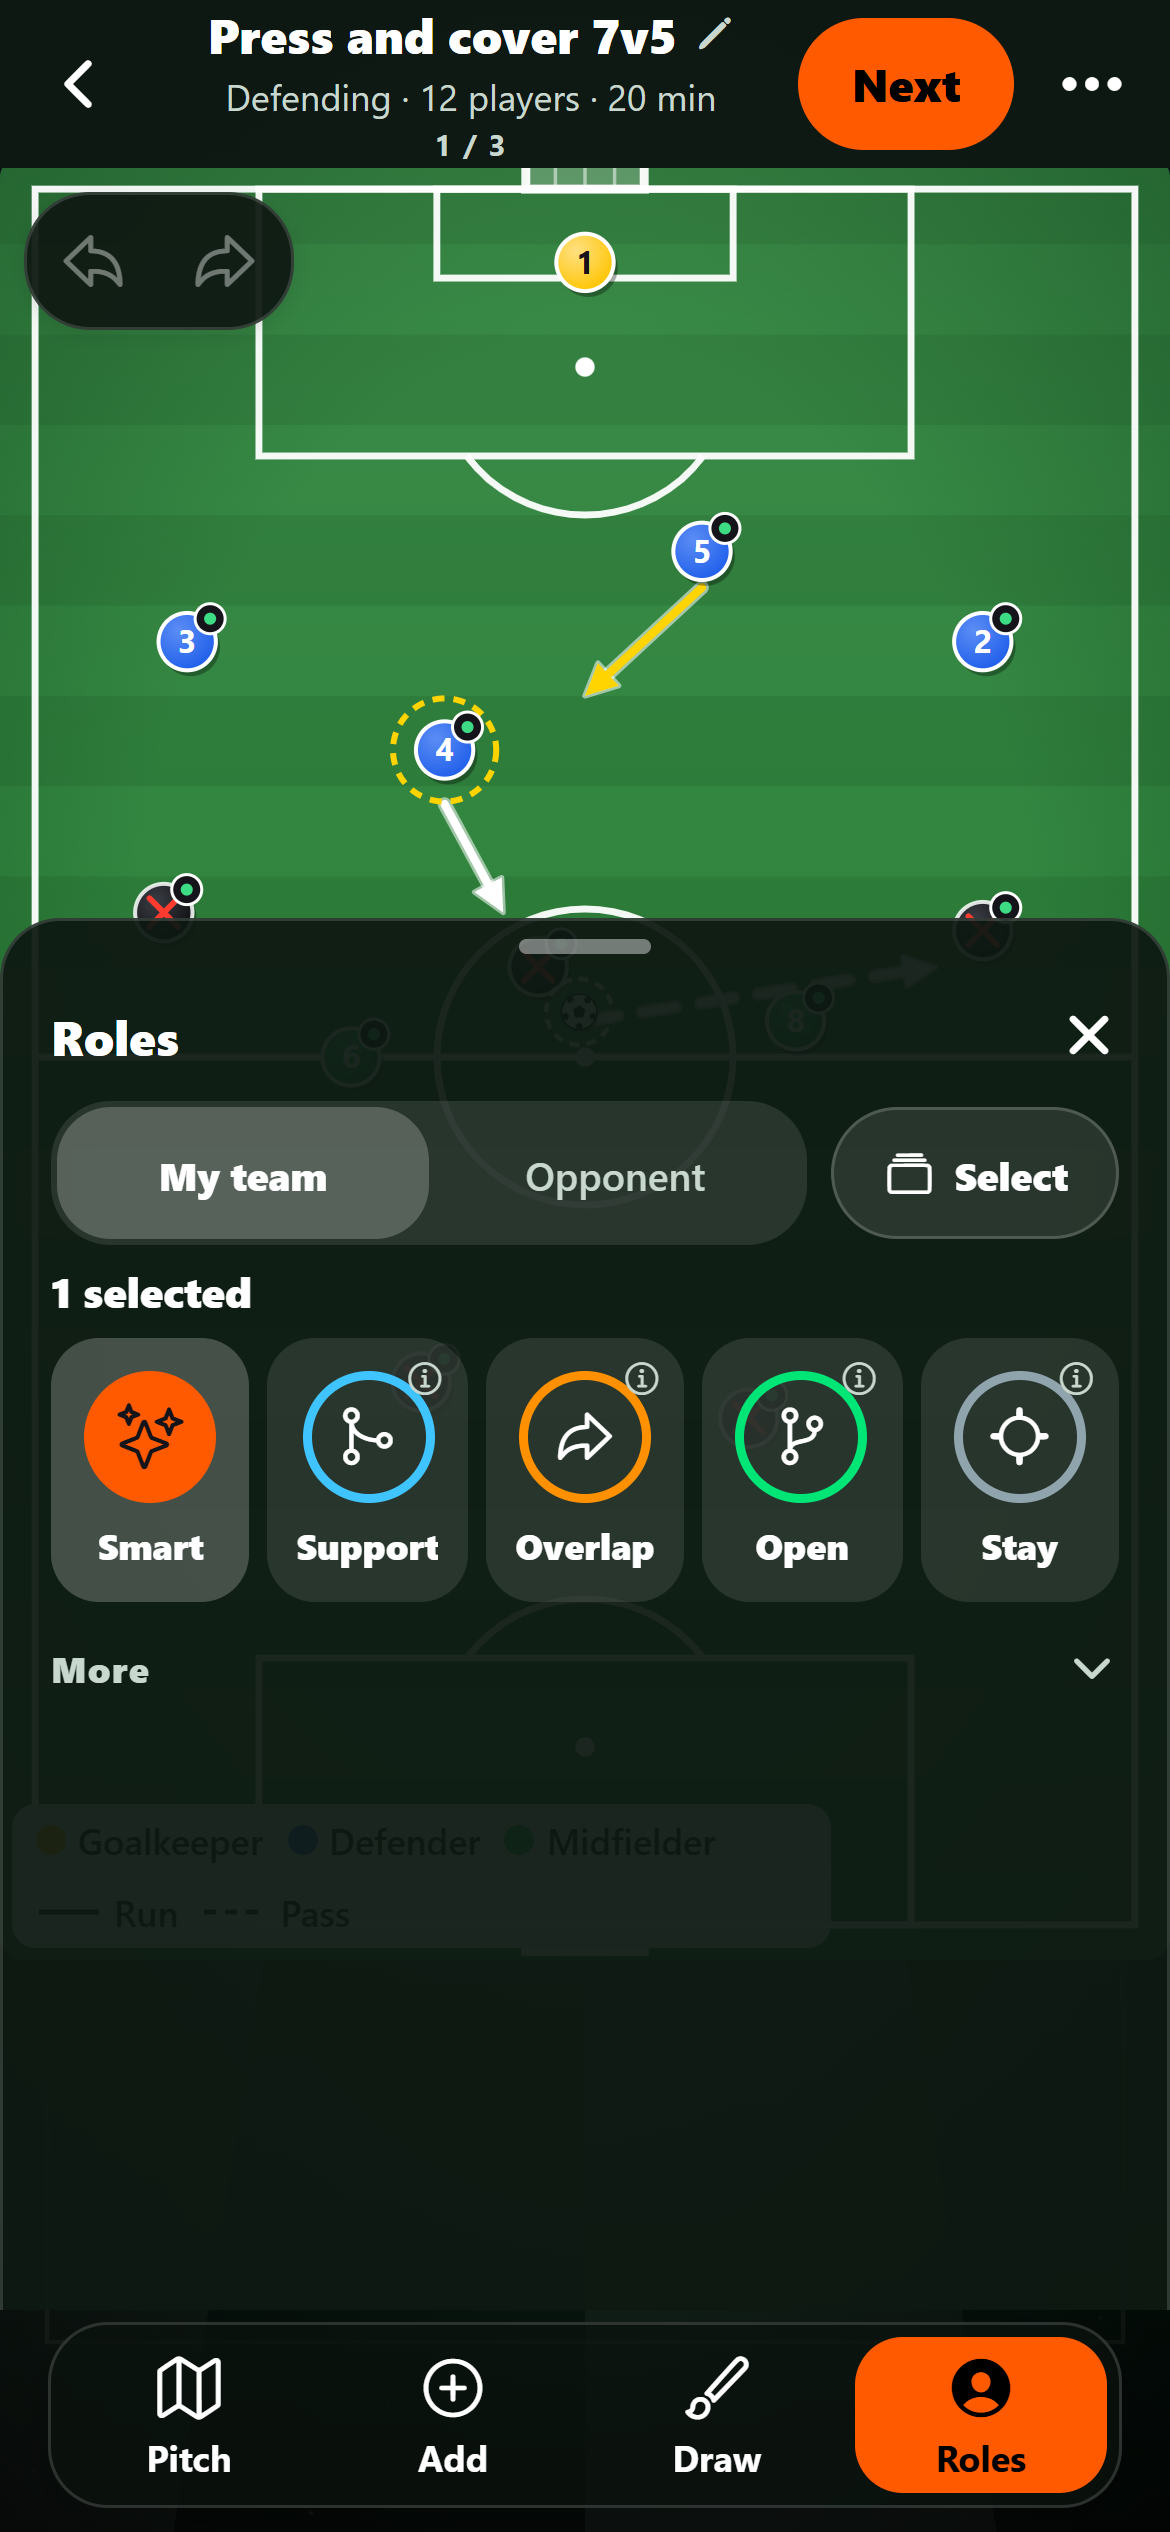 Press and cover 7v5
Defending · 12 players · 20 min
1 / 3
Next
1
5
3
2
4
8
6
Roles
My team
Opponent
Select
1 selected
Smart
Support
Overlap
Open
Stay
More
Goalkeeper Defender Midfielder
Run Pass
Pitch
Add
Draw
Roles